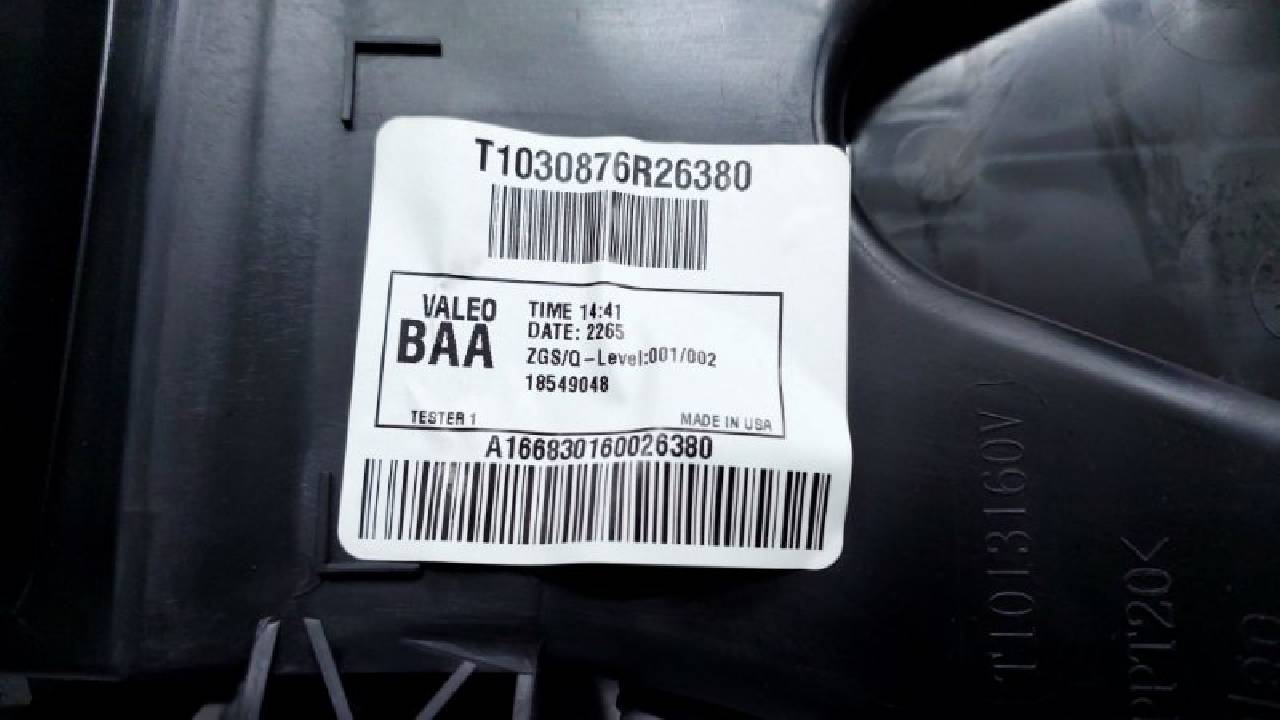 T1030876R26380
VALEO
BAA
TIME 14:41
DATE: 2265
ZGS/Q-Level:001/002
18549048
TESTER 1
MADE IN USA
A166830160026380
T1013160V)
PPT20<